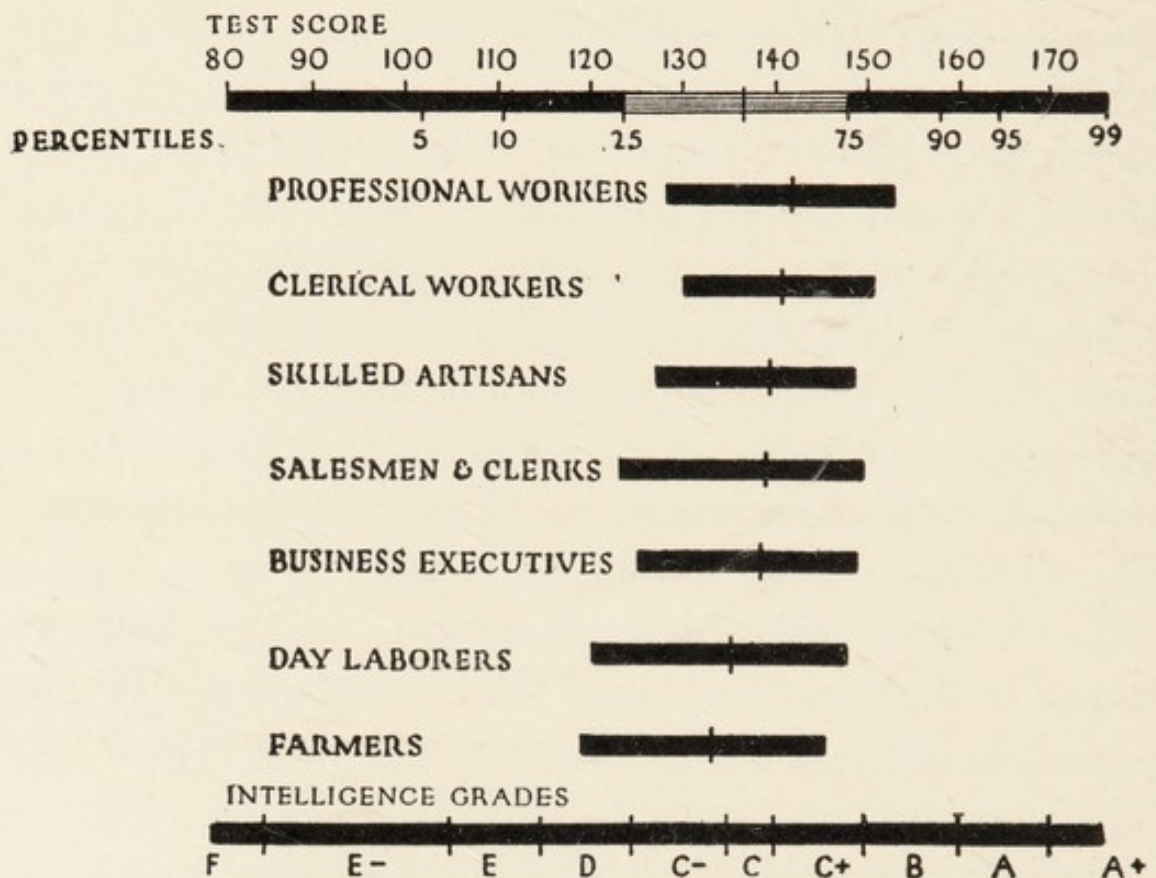 TEST SCORE
80 90 100 110 120 130 140 150 160 170
PERCENTILES. 5 10 25 75 90 95 99
PROFESSIONAL WORKERS
CLERICAL WORKERS
SKILLED ARTISANS
SALESMEN & CLERKS
BUSINESS EXECUTIVES
DAY LABORERS
FARMERS
INTELLIGENCE GRADES
F E- E D C- C C+ B A A+